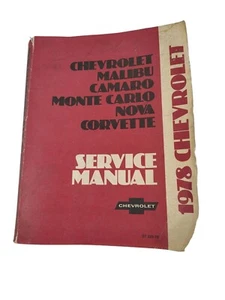 CHEVROLET
MALIBU
CAMARO
MONTE CARLO
NOVA
CORVETTE
SERVICE
MANUAL
CHEVROLET
1978 CHEVROLET